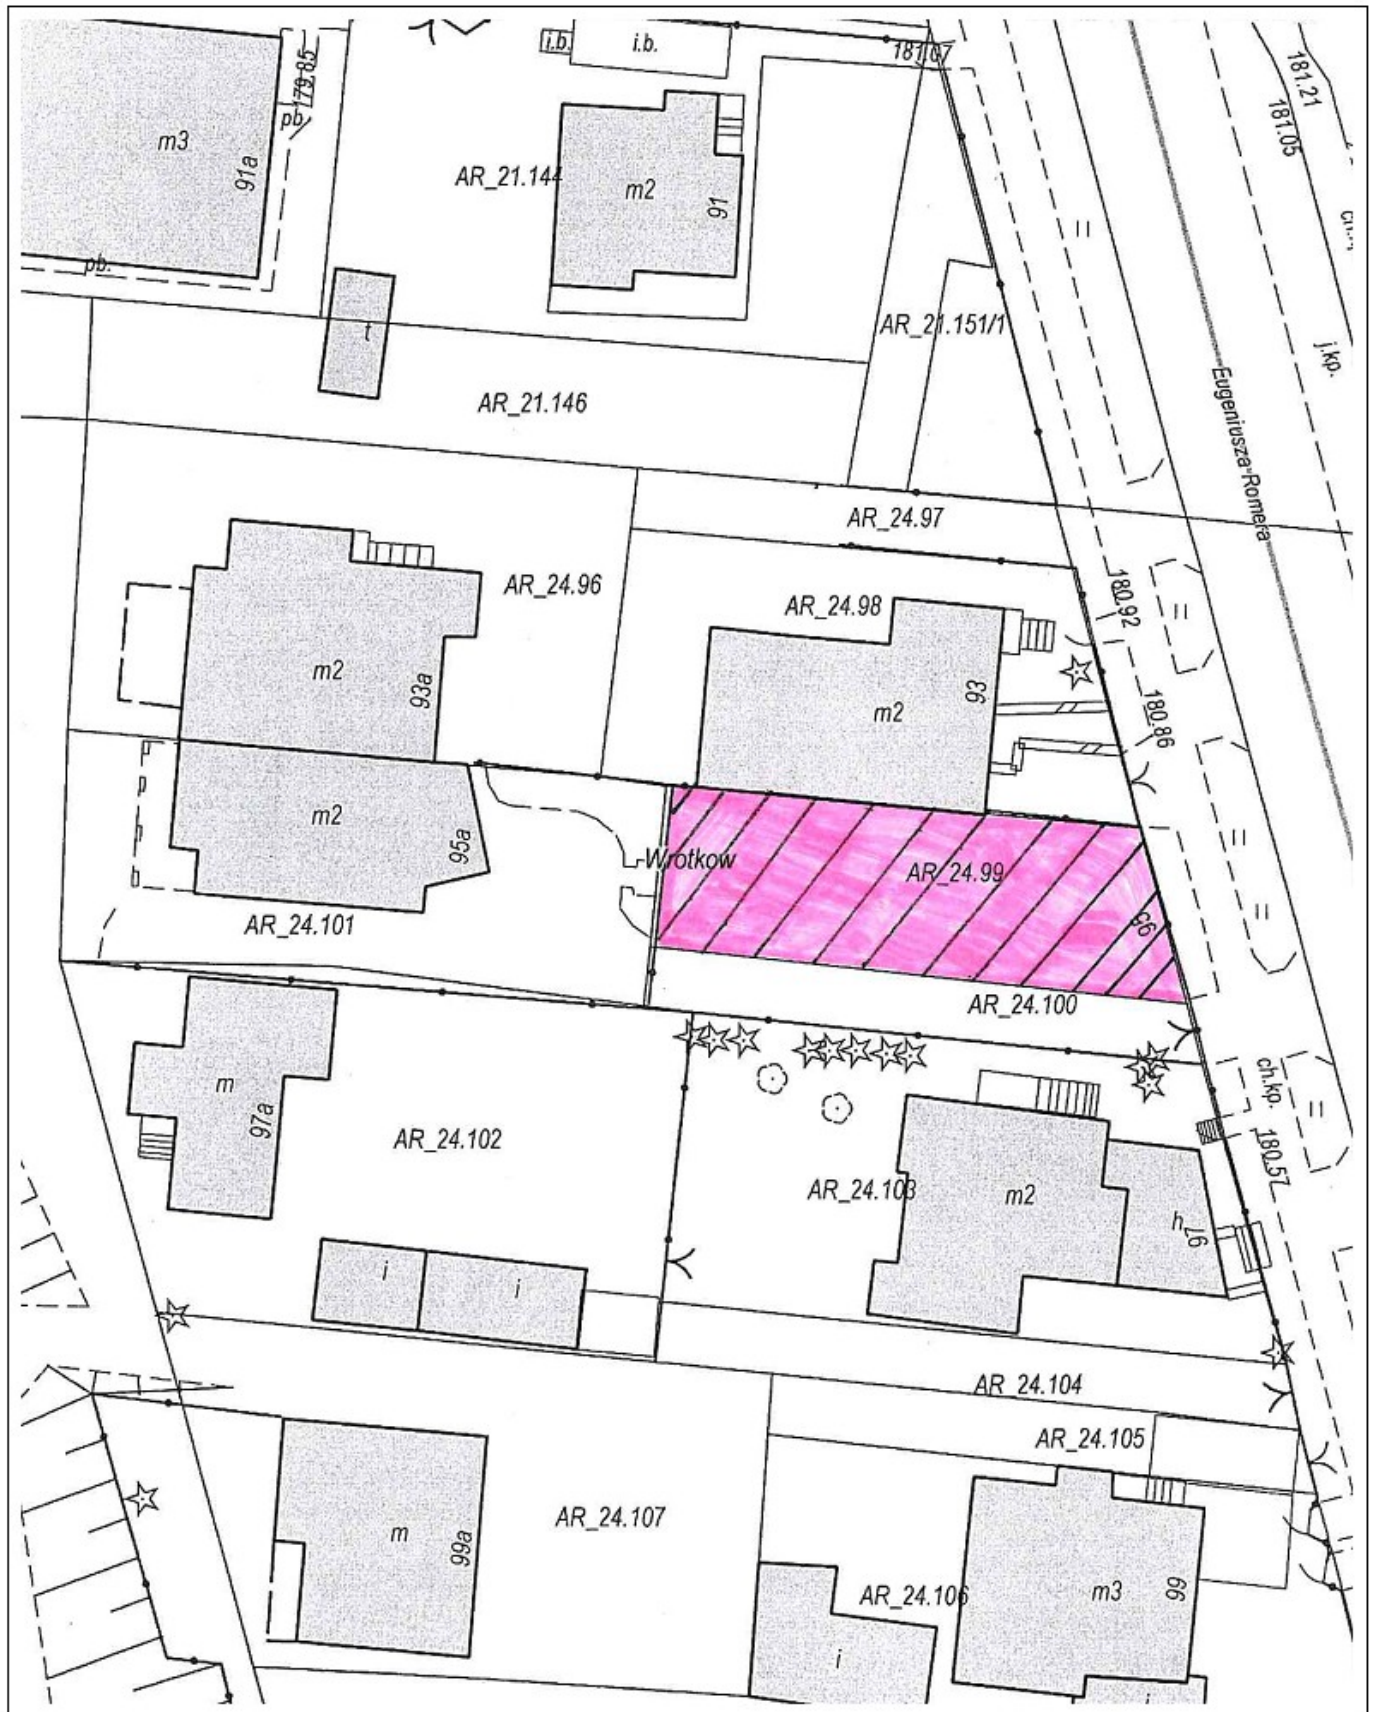 i.b.
i.b.
181.07
179.85
pb.
m3
91a
AR_21.144
m2
91
181.21
181.05
pb.
t
AR_21.151/1
j.kp.
AR_21.146
Eugeniusza Romera
AR_24.97
AR_24.96
AR_24.98
180.92
m2
93a
m2
93
180.86
m2
95a
Wrotkow
AR_24.99
95
AR_24.101
AR_24.100
ch.kp.
m
97a
AR_24.102
180.57
AR_24.103
m2
h
97
i
i
AR_24.104
AR_24.105
AR_24.107
m
99a
AR_24.106
m3
99
i